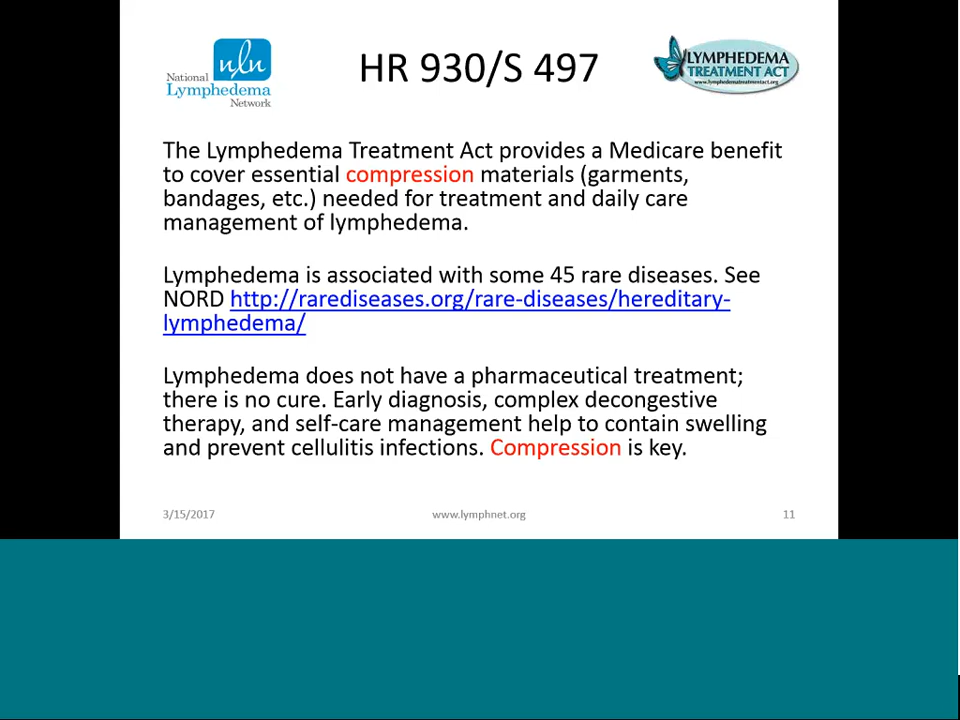 nln
National
Lymphedema
Network
HR 930/S 497
LYMPHEDEMA
TREATMENT ACT
www.lymphedematreatmentact.org
The Lymphedema Treatment Act provides a Medicare benefit
to cover essential compression materials (garments,
bandages, etc.) needed for treatment and daily care
management of lymphedema.
Lymphedema is associated with some 45 rare diseases. See
NORD http://rarediseases.org/rare-diseases/hereditary-
lymphedema/
Lymphedema does not have a pharmaceutical treatment;
there is no cure. Early diagnosis, complex decongestive
therapy, and self-care management help to contain swelling
and prevent cellulitis infections. Compression is key.
3/15/2017
www.lymphnet.org
11